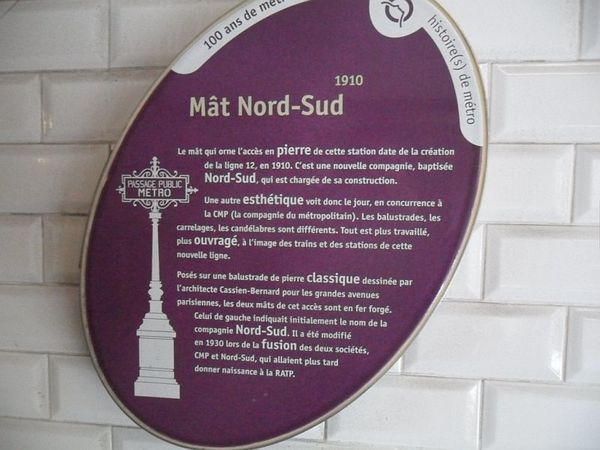 100 ans de mét
histoire(s) de métro
1910
Mât Nord-Sud
Le mât qui orne l'accès en pierre de cette station date de la création
de la ligne 12, en 1910. C'est une nouvelle compagnie, baptisée
Nord-Sud, qui est chargée de sa construction.
Une autre esthétique voit donc le jour, en concurrence à
la CMP (la compagnie du métropolitain). Les balustrades, les
carrelages, les candélabres sont différents. Tout est plus travaillé,
plus ouvragé, à l'image des trains et des stations de cette
nouvelle ligne.
Posés sur une balustrade de pierre classique dessinée par
l'architecte Cassien-Bernard pour les grandes avenues
parisiennes, les deux mâts de cet accès sont en fer forgé.
Celui de gauche indiquait initialement le nom de la
compagnie Nord-Sud. Il a été modifié
en 1930 lors de la fusion des deux sociétés,
CMP et Nord-Sud, qui allaient plus tard
donner naissance à la RATP.
PASSAGE PUBLIC
METRO